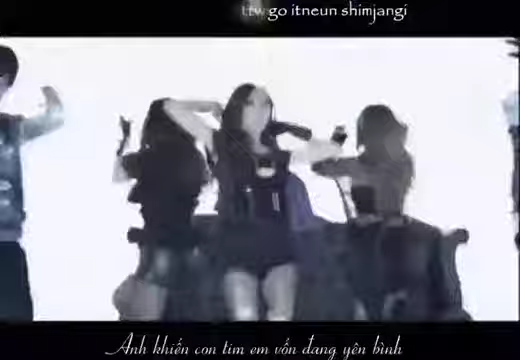 go itneun shimjangi
Anh khiến con tim em vốn đang yên bình